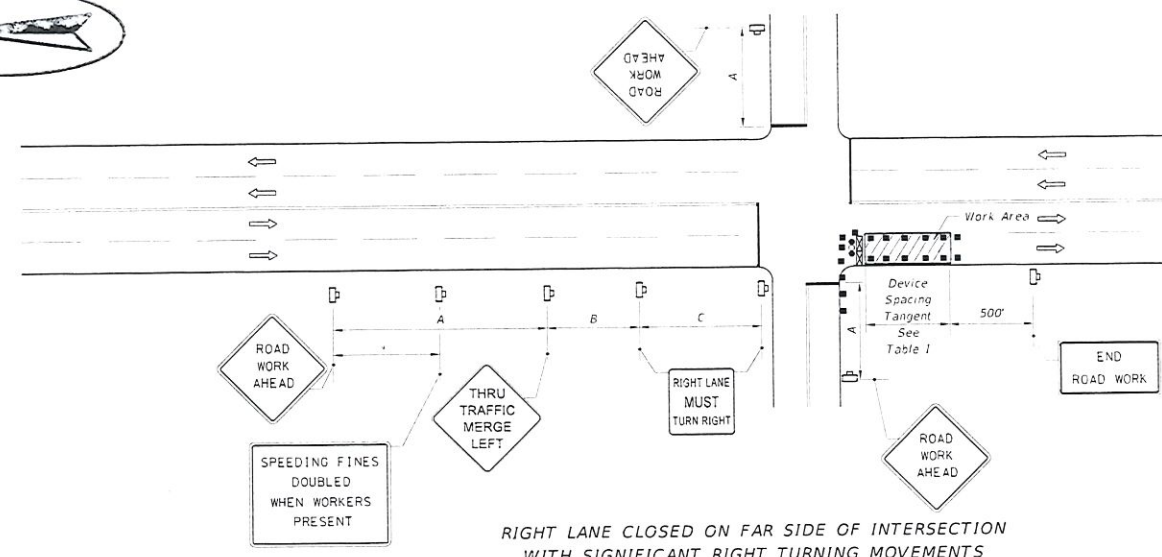 ROAD
WORK
AHEAD
A
Work Area
A
B
C
Device
Spacing
Tangent
See
Table I
500'
A
ROAD
WORK
AHEAD
*
THRU
TRAFFIC
MERGE
LEFT
RIGHT LANE
MUST
TURN RIGHT
END
ROAD WORK
SPEEDING FINES
DOUBLED
WHEN WORKERS
PRESENT
ROAD
WORK
AHEAD
RIGHT LANE CLOSED ON FAR SIDE OF INTERSECTION
WITH SIGNIFICANT RIGHT TURNING MOVEMENTS